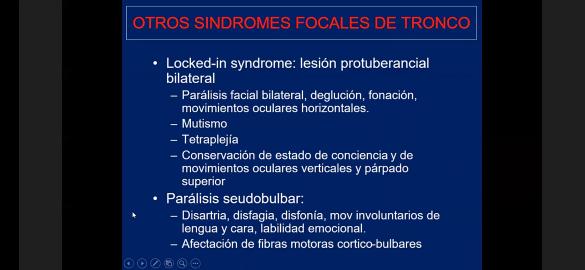 OTROS SINDROMES FOCALES DE TRONCO
• Locked-in syndrome: lesión protuberancial
bilateral
– Parálisis facial bilateral, deglución, fonación,
movimientos oculares horizontales.
– Mutismo
– Tetraplejía
– Conservación de estado de conciencia y de
movimientos oculares verticales y párpado
superior
• Parálisis seudobulbar:
– Disartria, disfagia, disfonía, mov involuntarios de
lengua y cara, labilidad emocional.
– Afectación de fibras motoras cortico-bulbares